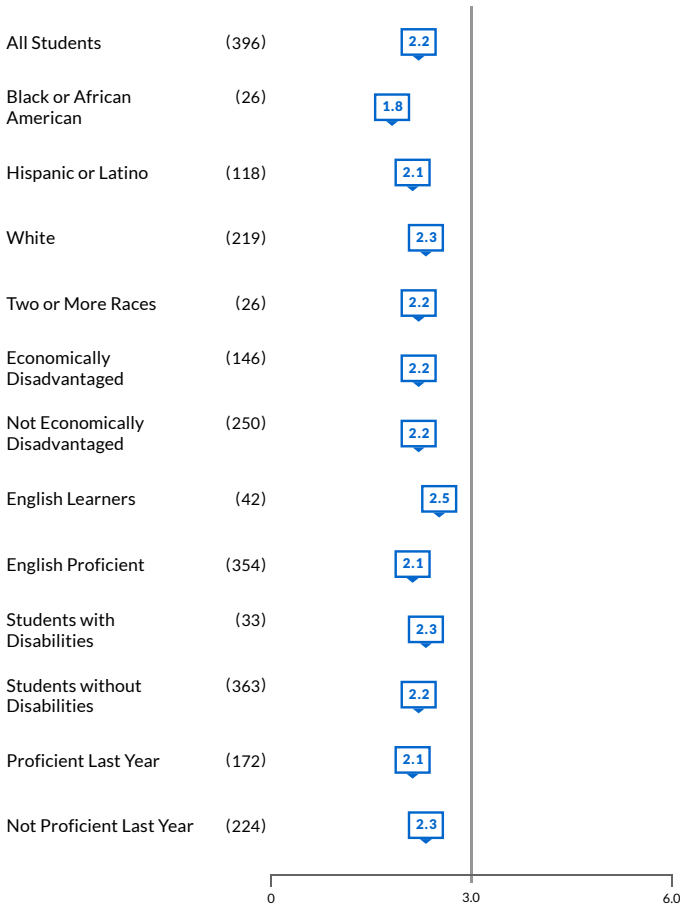 All Students (396) 2.2
Black or African (26)
American 1.8
Hispanic or Latino (118) 2.1
White (219) 2.3
Two or More Races (26) 2.2
Economically (146)
Disadvantaged 2.2
Not Economically (250)
Disadvantaged 2.2
English Learners (42) 2.5
English Proficient (354) 2.1
Students with (33)
Disabilities 2.3
Students without (363)
Disabilities 2.2
Proficient Last Year (172) 2.1
Not Proficient Last Year (224) 2.3
0 3.0 6.0